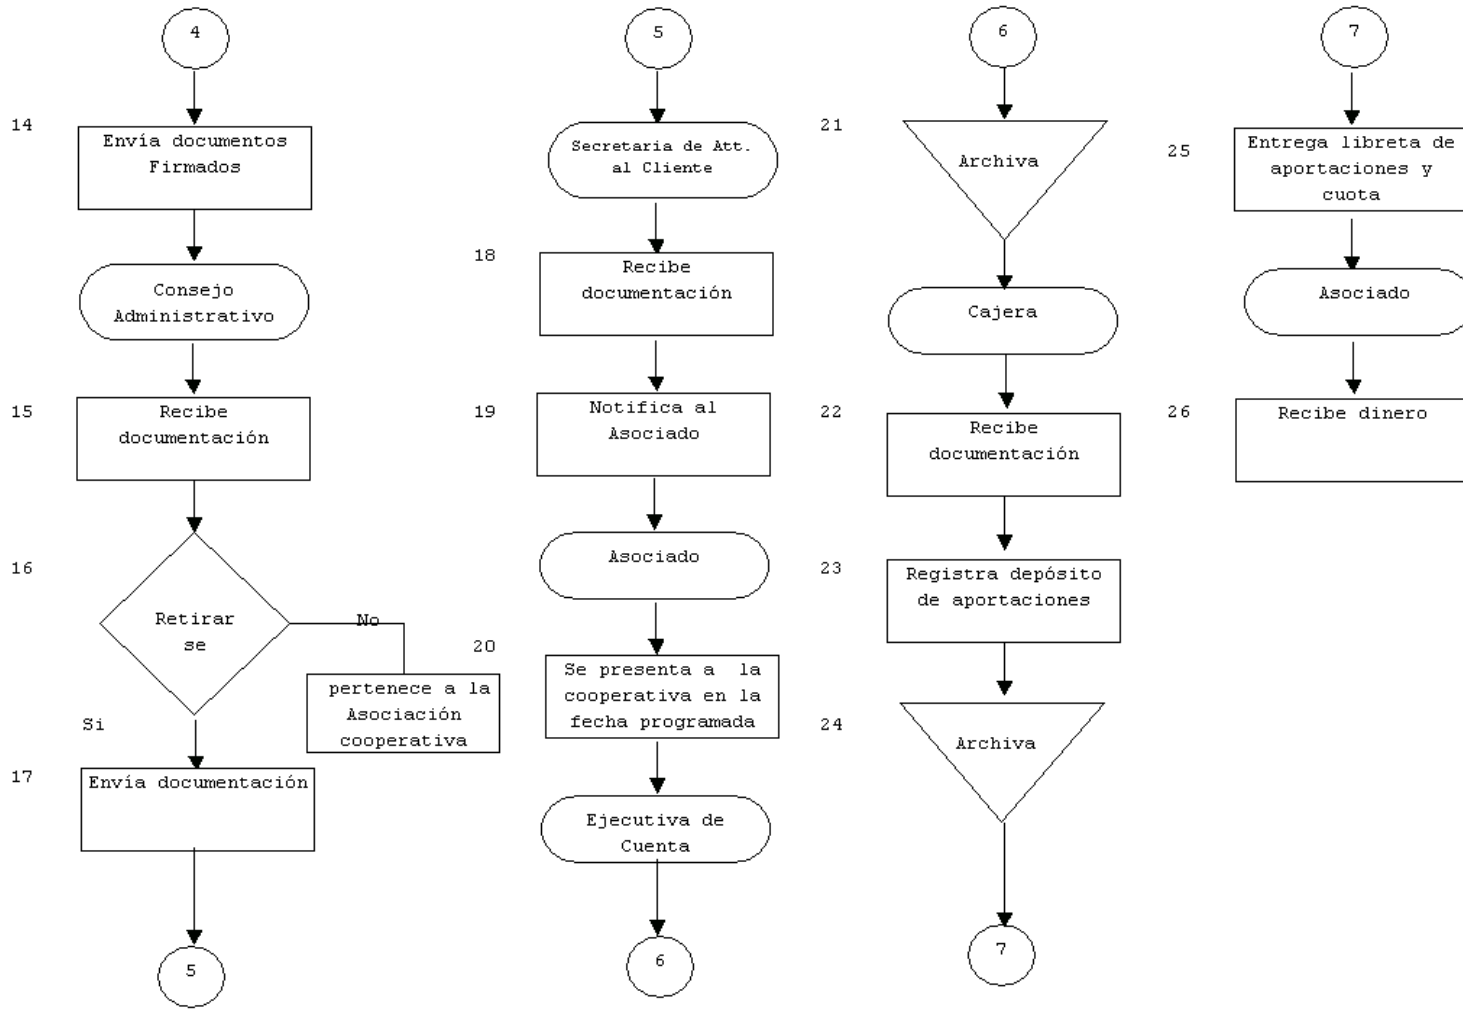 4
14
Envía documentos
Firmados
Consejo
Administrativo
15
Recibe
documentación
16
Retirar
se
No
pertenece a la
Asociación
cooperativa
Si
17
Envía documentación
5
5
Secretaria de Att.
al Cliente
18
Recibe
documentación
19
Notifica al
Asociado
Asociado
20
Se presenta a la
cooperativa en la
fecha programada
Ejecutiva de
Cuenta
6
6
21
Archiva
Cajera
22
Recibe
documentación
23
Registra depósito
de aportaciones
24
Archiva
7
7
25
Entrega libreta de
aportaciones y
cuota
Asociado
26
Recibe dinero